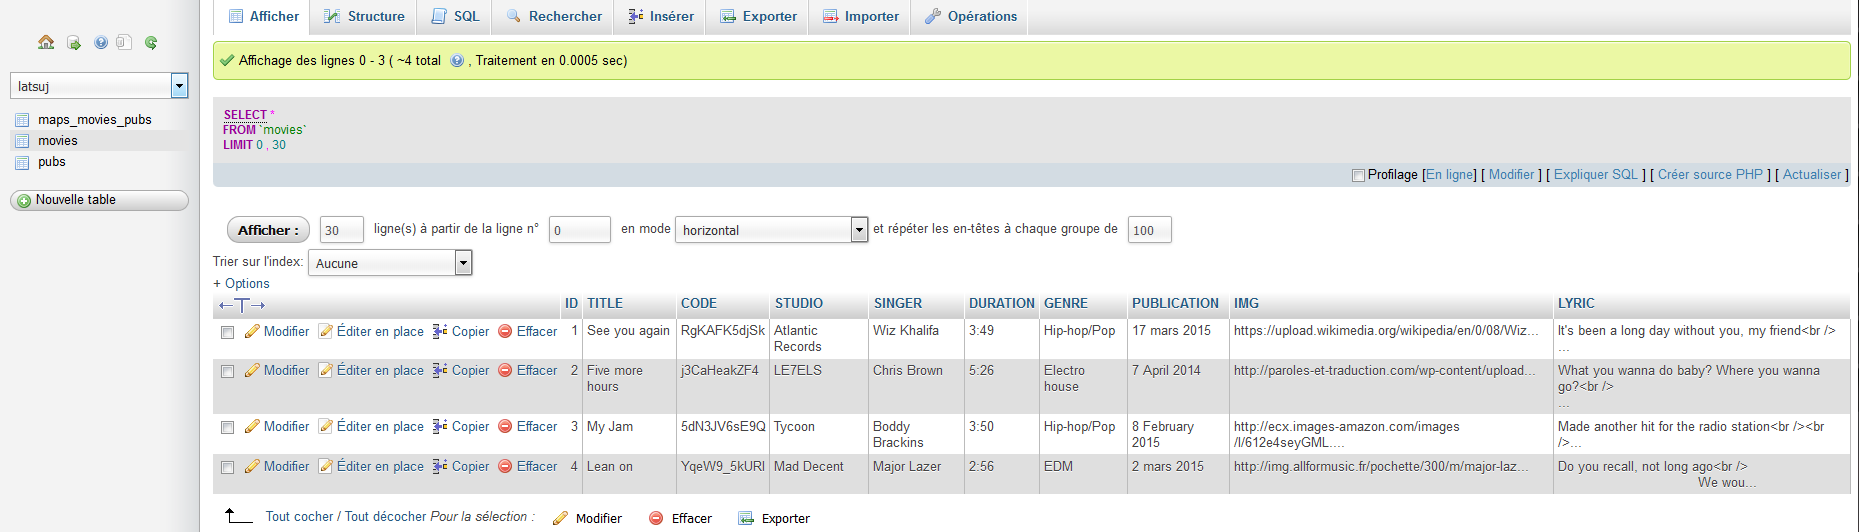 Afficher Structure SQL Rechercher Insérer Exporter Importer Opérations
latsuj
maps_movies_pubs
movies
pubs
Nouvelle table
Affichage des lignes 0 - 3 ( ~4 total , Traitement en 0.0005 sec)
SELECT *
FROM `movies`
LIMIT 0 , 30
Profilage [En ligne] [ Modifier ] [ Expliquer SQL ] [ Créer source PHP ] [ Actualiser ]
Afficher : 30 ligne(s) à partir de la ligne n° 0 en mode horizontal et répéter les en-têtes à chaque groupe de 100
Trier sur l'index: Aucune
+ Options
←T→ ID TITLE CODE STUDIO SINGER DURATION GENRE PUBLICATION IMG LYRIC
Modifier Éditer en place Copier Effacer 1 See you again RgKAFK5djSk Atlantic Wiz Khalifa 3:49 Hip-hop/Pop 17 mars 2015 https://upload.wikimedia.org/wikipedia/en/0/08/Wiz... It's been a long day without you, my friend<br />
Records ...
Modifier Éditer en place Copier Effacer 2 Five more j3CaHeakZF4 LE7ELS Chris Brown 5:26 Electro 7 April 2014 http://paroles-et-traduction.com/wp-content/upload... What you wanna do baby? Where you wanna
hours house go?<br />
...
Modifier Éditer en place Copier Effacer 3 My Jam 5dN3JV6sE9Q Tycoon Boddy 3:50 Hip-hop/Pop 8 February http://ecx.images-amazon.com/images Made another hit for the radio station<br /><br
Brackins 2015 /I/612e4seyGML.... />...
Modifier Éditer en place Copier Effacer 4 Lean on YqeW9_5kURI Mad Decent Major Lazer 2:56 EDM 2 mars 2015 http://img.allformusic.fr/pochette/300/m/major-laz... Do you recall, not long ago<br />
We wou...
Tout cocher / Tout décocher Pour la sélection : Modifier Effacer Exporter